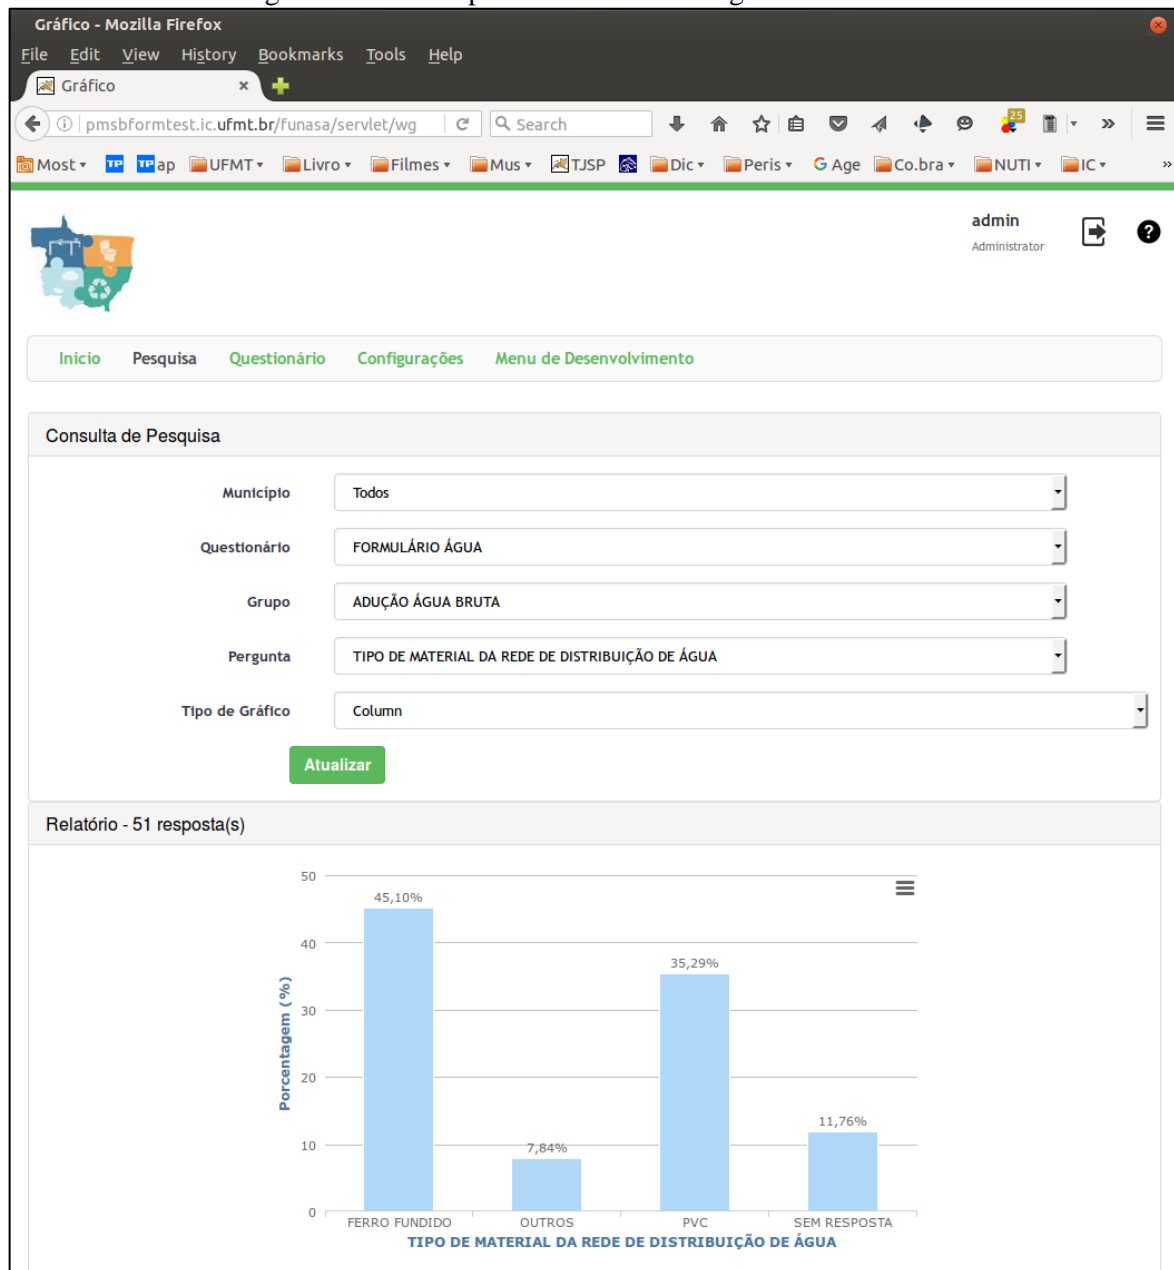 Gráfico - Mozilla Firefox
File Edit View History Bookmarks Tools Help
Gráfico
pmsbformtest.ic.ufmt.br/funasa/servlet/wg Search 25
Most TP TP ap UFMT Livro Filmes Mus TJSP Dic Peris G Age Co.bra NUTI IC
admin
Administrator
Inicio Pesquisa Questionário Configurações Menu de Desenvolvimento
Consulta de Pesquisa
Município Todos
Questionário FORMULÁRIO ÁGUA
Grupo ADUÇÃO ÁGUA BRUTA
Pergunta TIPO DE MATERIAL DA REDE DE DISTRIBUIÇÃO DE ÁGUA
Tipo de Gráfico Column
Atualizar
Relatório - 51 resposta(s)
50
45,10%
40
35,29%
30
Porcentagem (%)
20
11,76%
10
7,84%
0
FERRO FUNDIDO OUTROS PVC SEM RESPOSTA
TIPO DE MATERIAL DA REDE DE DISTRIBUIÇÃO DE ÁGUA